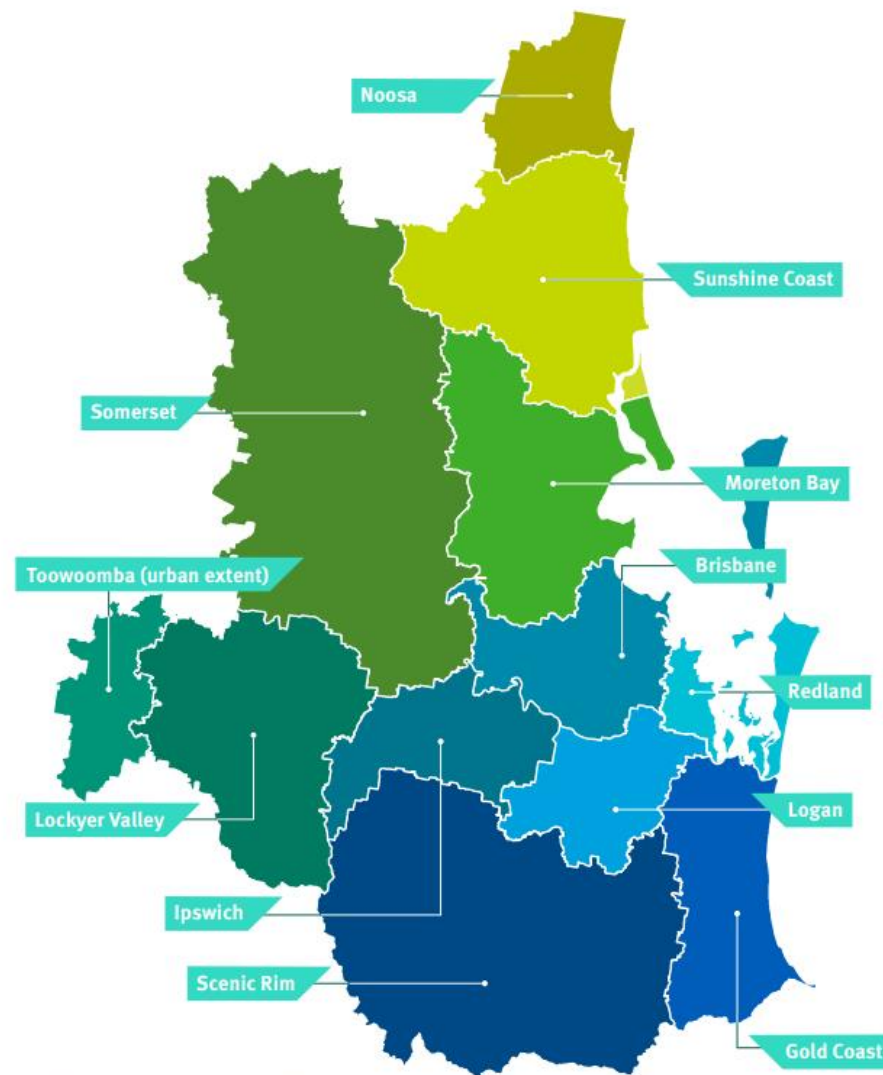 Noosa
Sunshine Coast
Somerset
Moreton Bay
Brisbane
Toowoomba (urban extent)
Redland
Logan
Lockyer Valley
Ipswich
Scenic Rim
Gold Coast